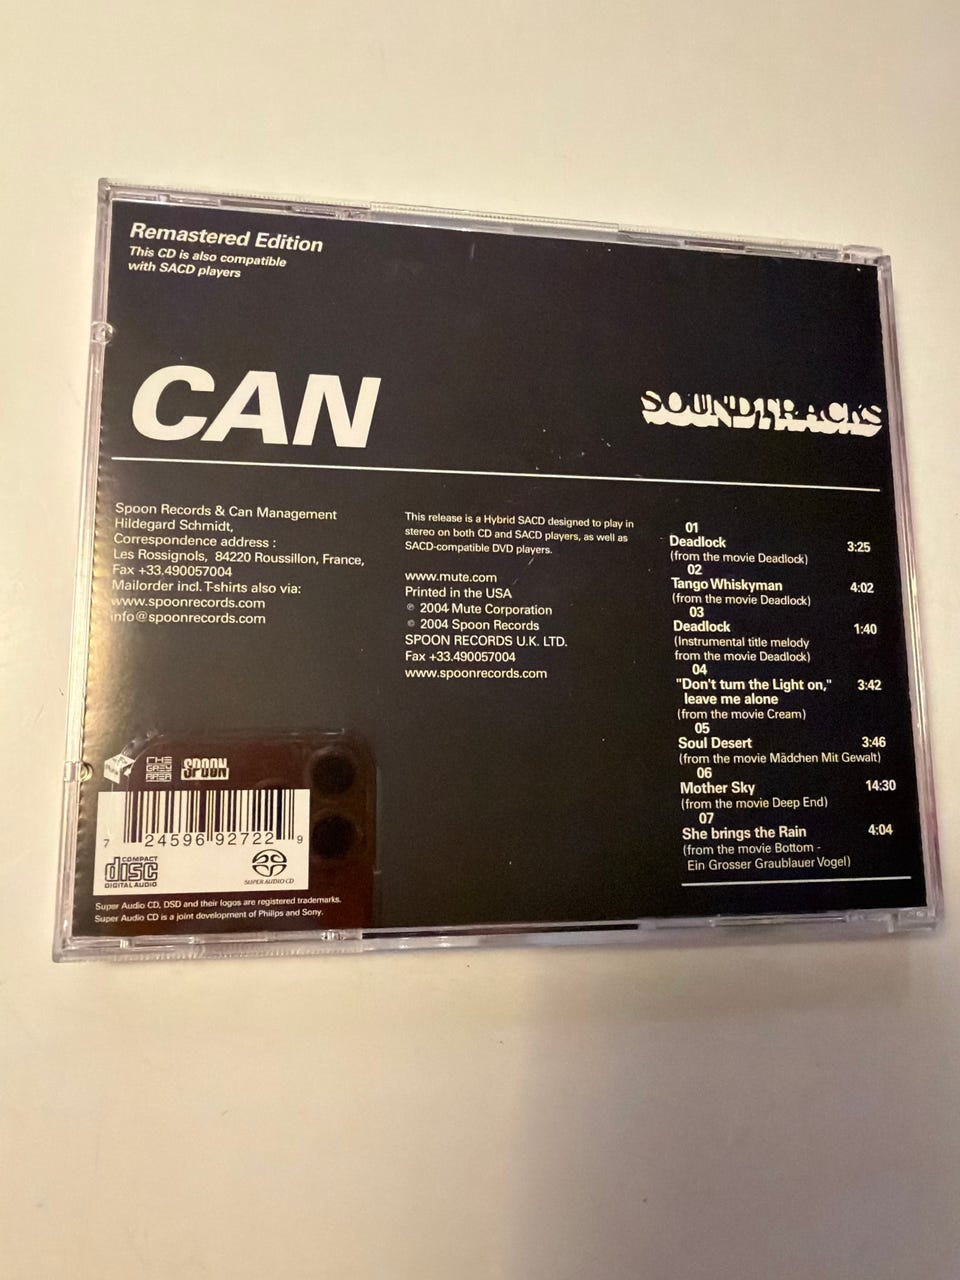 Remastered Edition
This CD is also compatible
with SACD players
CAN
SOUNDTRACKS
Spoon Records & Can Management
Hildegard Schmidt,
Correspondence address :
Les Rossignols, 84220 Roussillon, France,
Fax +33.490057004
Mailorder incl. T-shirts also via:
www.spoonrecords.com
info@spoonrecords.com
This release is a Hybrid SACD designed to play in
stereo on both CD and SACD players, as well as
SACD-compatible DVD players.
www.mute.com
Printed in the USA
℗ 2004 Mute Corporation
© 2004 Spoon Records
SPOON RECORDS U.K. LTD.
Fax +33.490057004
www.spoonrecords.com
01
Deadlock 3:25
(from the movie Deadlock)
02
Tango Whiskyman 4:02
(from the movie Deadlock)
03
Deadlock 1:40
(Instrumental title melody
from the movie Deadlock)
04
"Don't turn the Light on," 3:42
leave me alone
(from the movie Cream)
05
Soul Desert 3:46
(from the movie Mädchen Mit Gewalt)
06
Mother Sky 14:30
(from the movie Deep End)
07
She brings the Rain 4:04
(from the movie Bottom -
Ein Grosser Graublauer Vogel)
THE GREY AREA
SPOON
7 24596 92722 9
COMPACT disc DIGITAL AUDIO
SUPER AUDIO CD
Super Audio CD, DSD and their logos are registered trademarks.
Super Audio CD is a joint development of Philips and Sony.